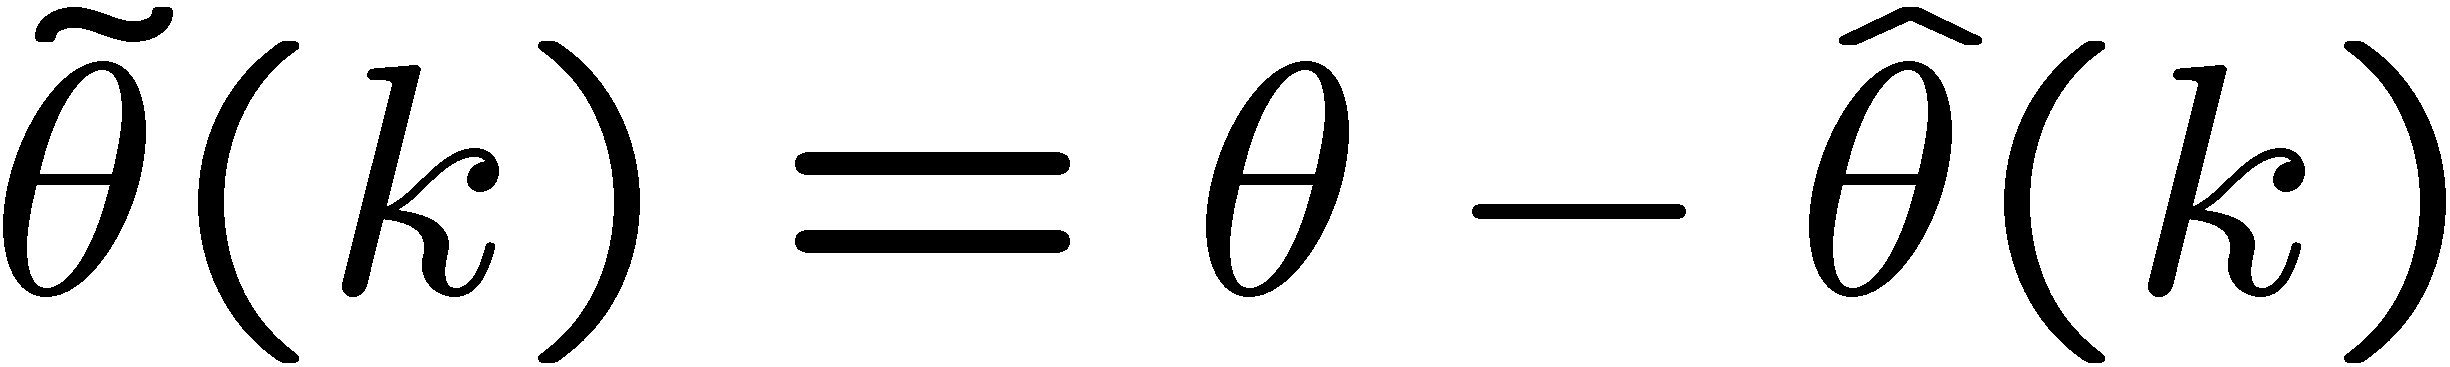 θ̃(k) = θ − θ̂(k)